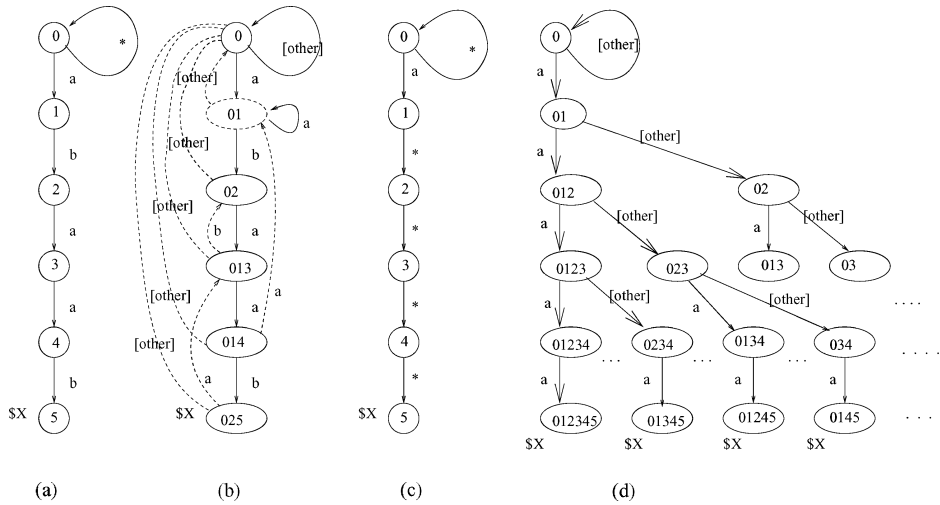 0 * 0 [other] 0 * 0 [other]
a a a a
[other]
1 01 a 1 01
[other]
b [other] b * a
2 02 2 012 02
[other] [other] [other]
a b a * a a
3 013 3 0123 023 013 03
[other] [other] [other]
a a a * a a . . . .
[other]
4 014 4 01234 . . . 0234 . . . 0134 . . . 034 . . . .
b a b * a a a a
$X 5 $X 025 $X 5 012345 01345 01245 0145 . . .
$X $X $X $X
(a) (b) (c) (d)